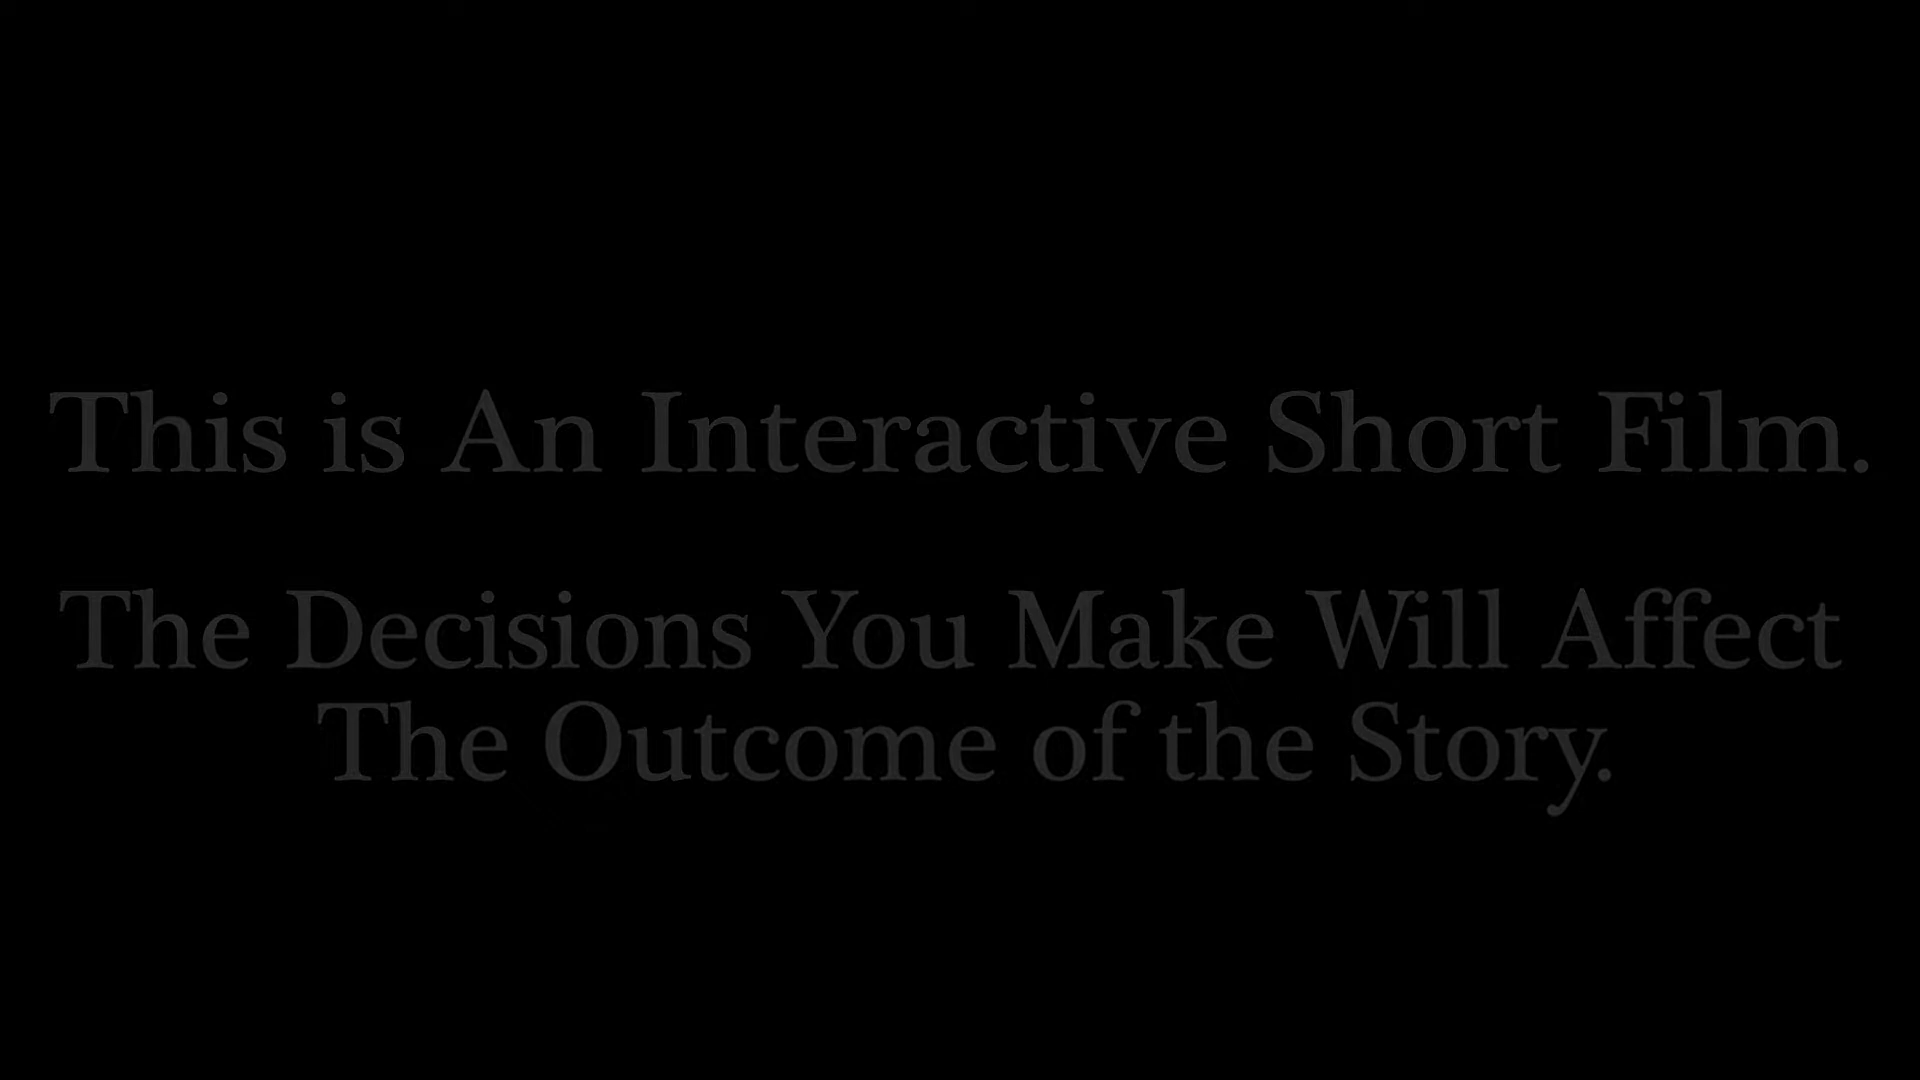 This is An Interactive Short Film.
The Decisions You Make Will Affect
The Outcome of the Story.